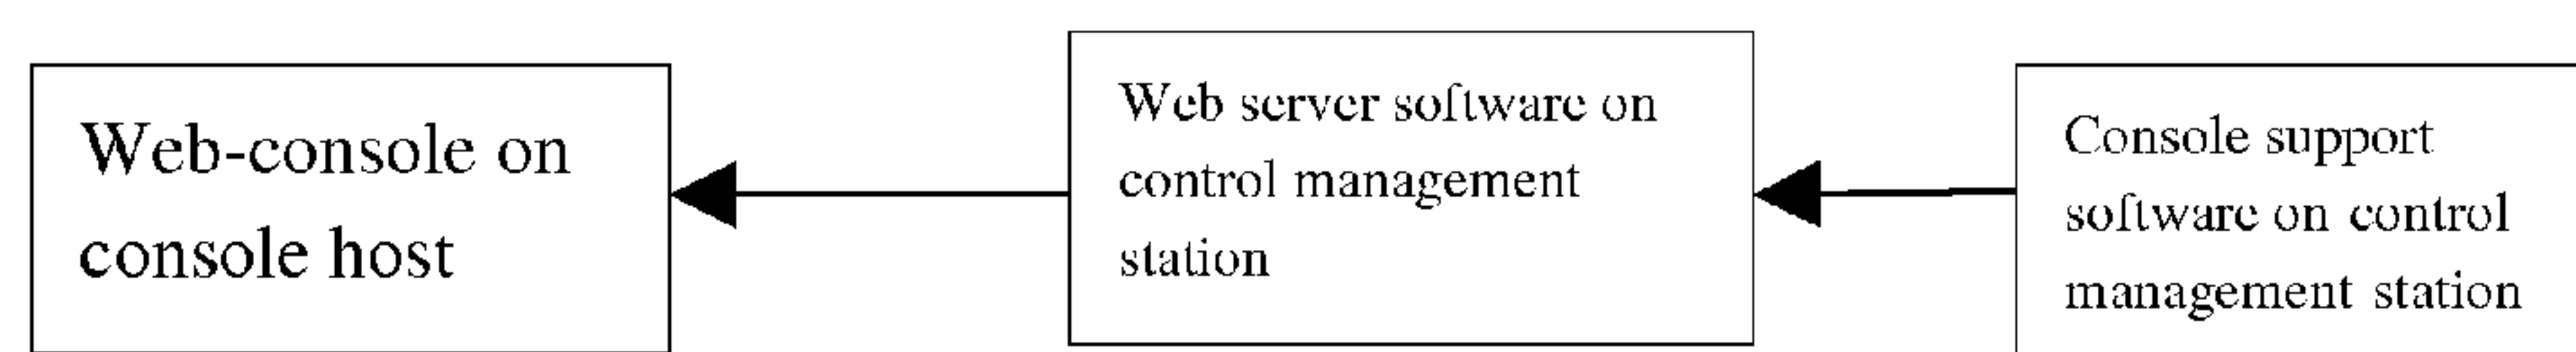 Web-console on
console host
Web server software on
control management
station
Console support
software on control
management station